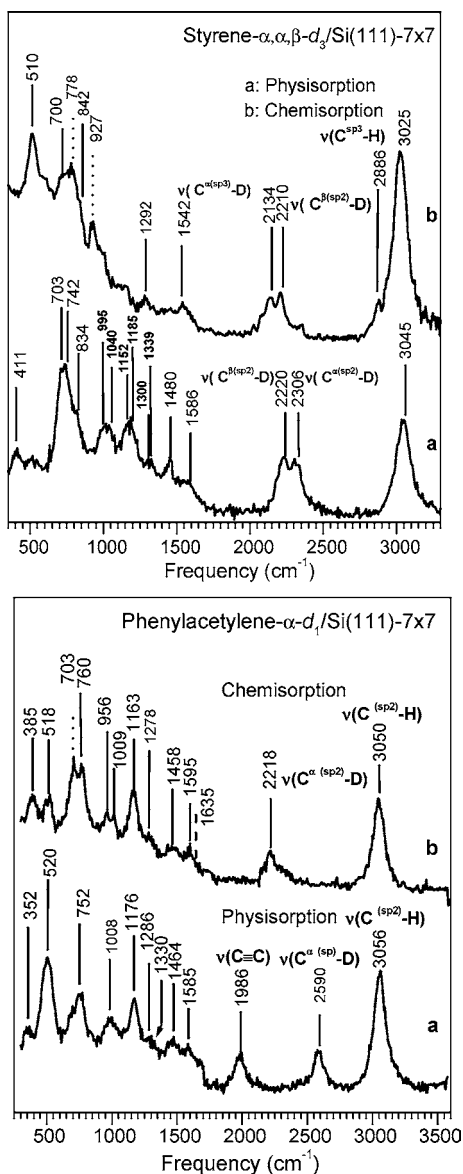 Styrene-α,α,β-d3/Si(111)-7x7
a: Physisorption
b: Chemisorption
510
700
778
842
927
1292
1542
ν(Cα(sp3)-D)
2134
2210
ν(Cβ(sp2)-D)
ν(Csp3-H)
2886
3025
b
411
703
742
834
995
1040
1152
1185
1300
1339
1480
1586
ν(Cβ(sp2)-D)
2220
2306
ν(Cα(sp2)-D)
3045
a
500 1000 1500 2000 2500 3000
Frequency (cm-1)
Phenylacetylene-α-d1/Si(111)-7x7
Chemisorption
385
518
703
760
956
1009
1163
1278
1458
1595
1635
2218
ν(Cα (sp2)-D)
ν(C (sp2)-H)
3050
b
Physisorption
352
520
752
1008
1176
1286
1330
1464
1585
ν(C≡C)
1986
ν(Cα (sp)-D)
2590
ν(C (sp2)-H)
3056
a
500 1000 1500 2000 2500 3000 3500
Frequency (cm-1)